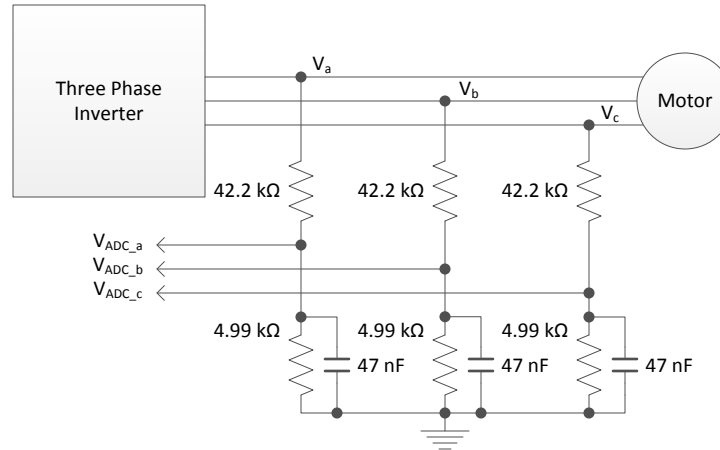 Three Phase
Inverter
Va
Vb
Vc
Motor
42.2 kΩ
42.2 kΩ
42.2 kΩ
VADC_a
VADC_b
VADC_c
4.99 kΩ
4.99 kΩ
4.99 kΩ
47 nF
47 nF
47 nF